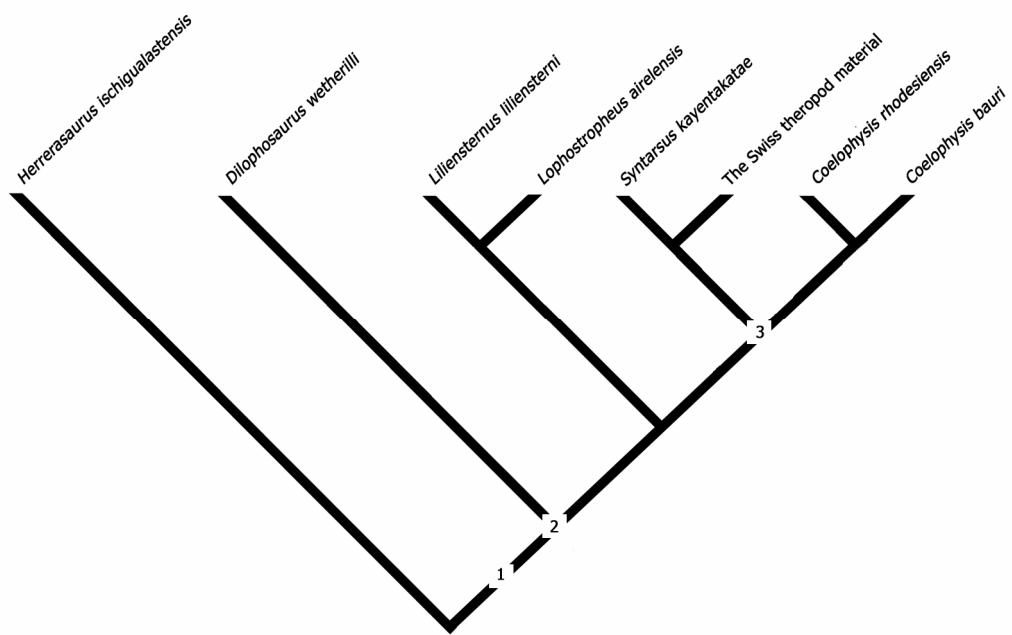 Herrerasaurus ischigualastensis
Dilophosaurus wetherilli
Liliensternus liliensterni
Lophostropheus airelensis
Syntarsus kayentakatae
The Swiss theropod material
Coelophysis rhodesiensis
Coelophysis bauri
3
2
1